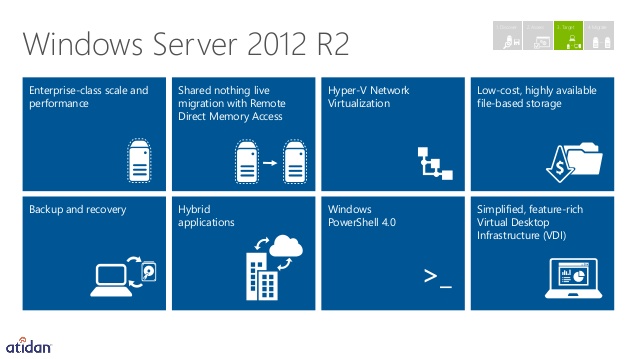 Windows Server 2012 R2
3. Target
Enterprise-class scale and
performance
Shared nothing live
migration with Remote
Direct Memory Access
Hyper-V Network
Virtualization
Low-cost, highly available
file-based storage
$
Backup and recovery
Hybrid
applications
Windows
PowerShell 4.0
>_
Simplified, feature-rich
Virtual Desktop
Infrastructure (VDI)
atidan